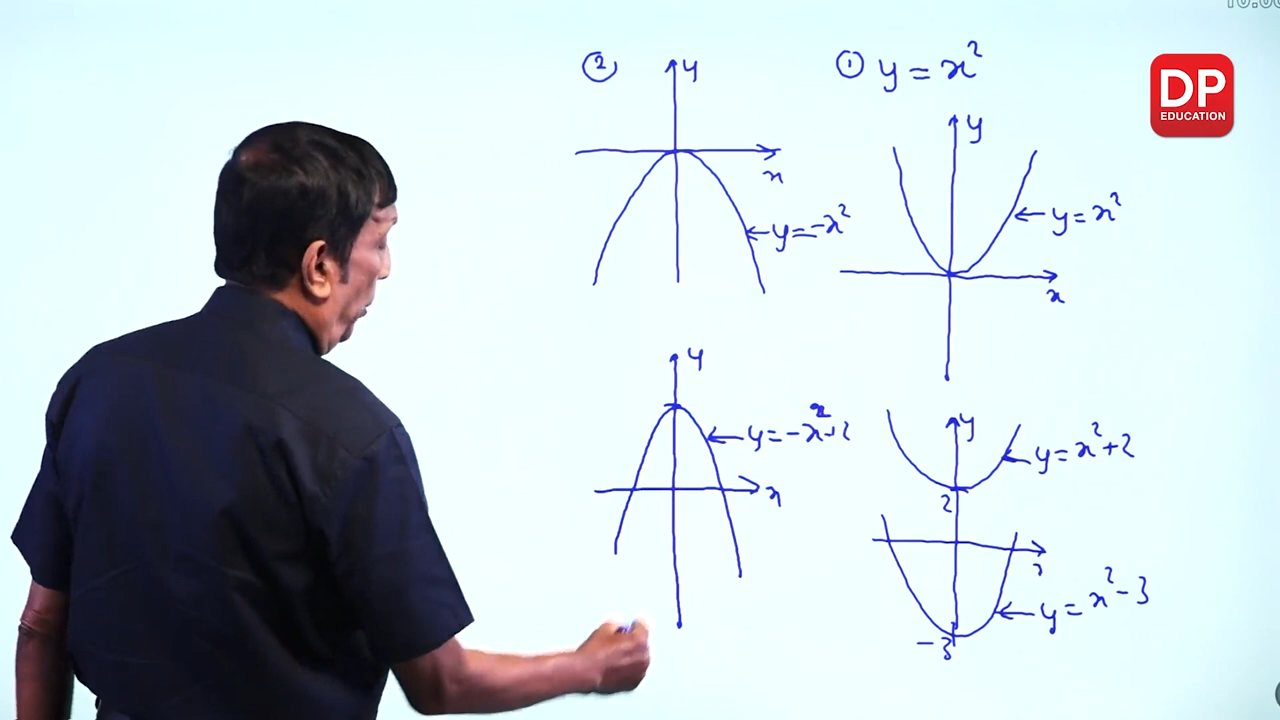 ② y
x
y=-x²
① y = x²
y
y = x²
x
y
y=-x²+2
x
y
y = x²+2
2
y = x²-3
-3
DP
EDUCATION